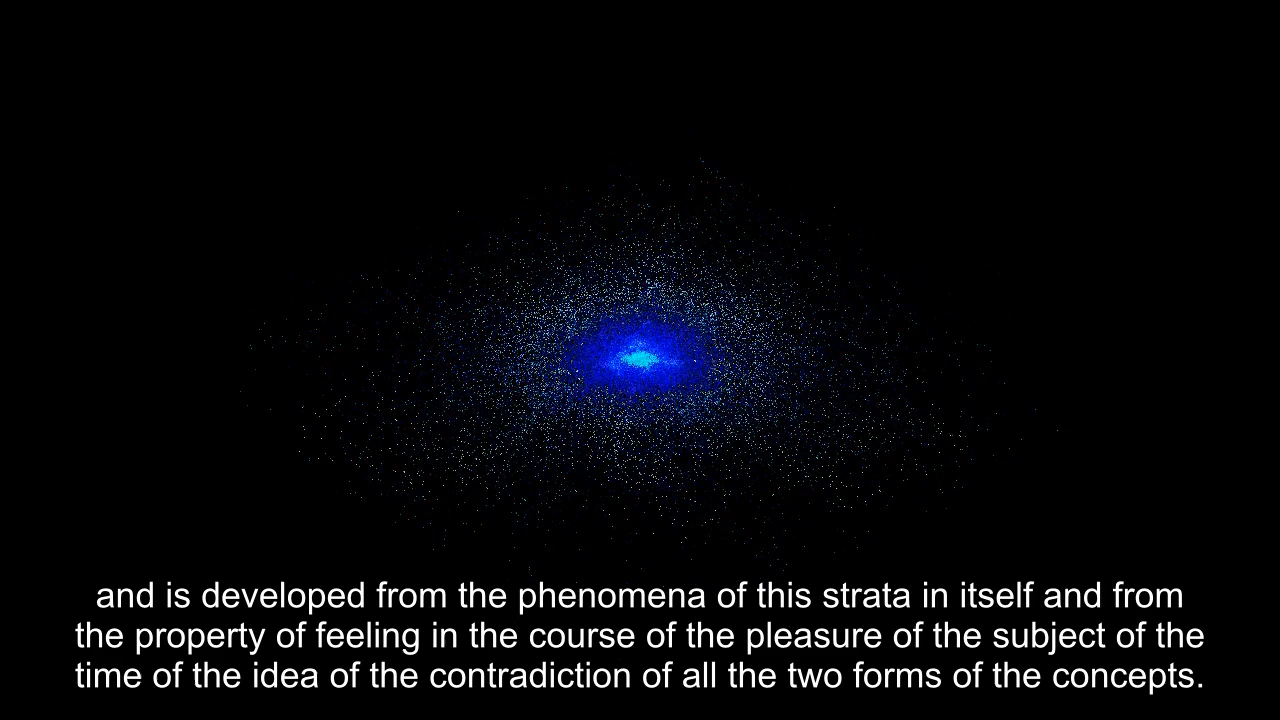 and is developed from the phenomena of this strata in itself and from
the property of feeling in the course of the pleasure of the subject of the
time of the idea of the contradiction of all the two forms of the concepts.